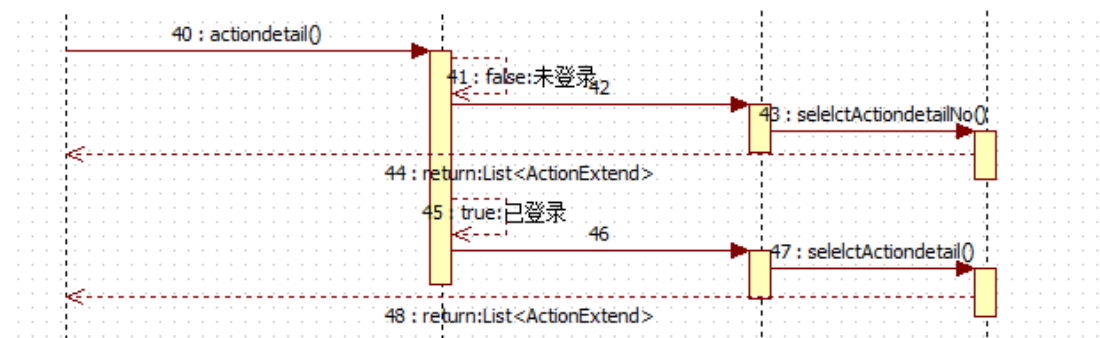 40 : actiondetail()
41 : false:未登录
42
43 : selelctActiondetailNo()
44 : return:List<ActionExtend>
45 : true:已登录
46
47 : selelctActiondetail()
48 : return:List<ActionExtend>